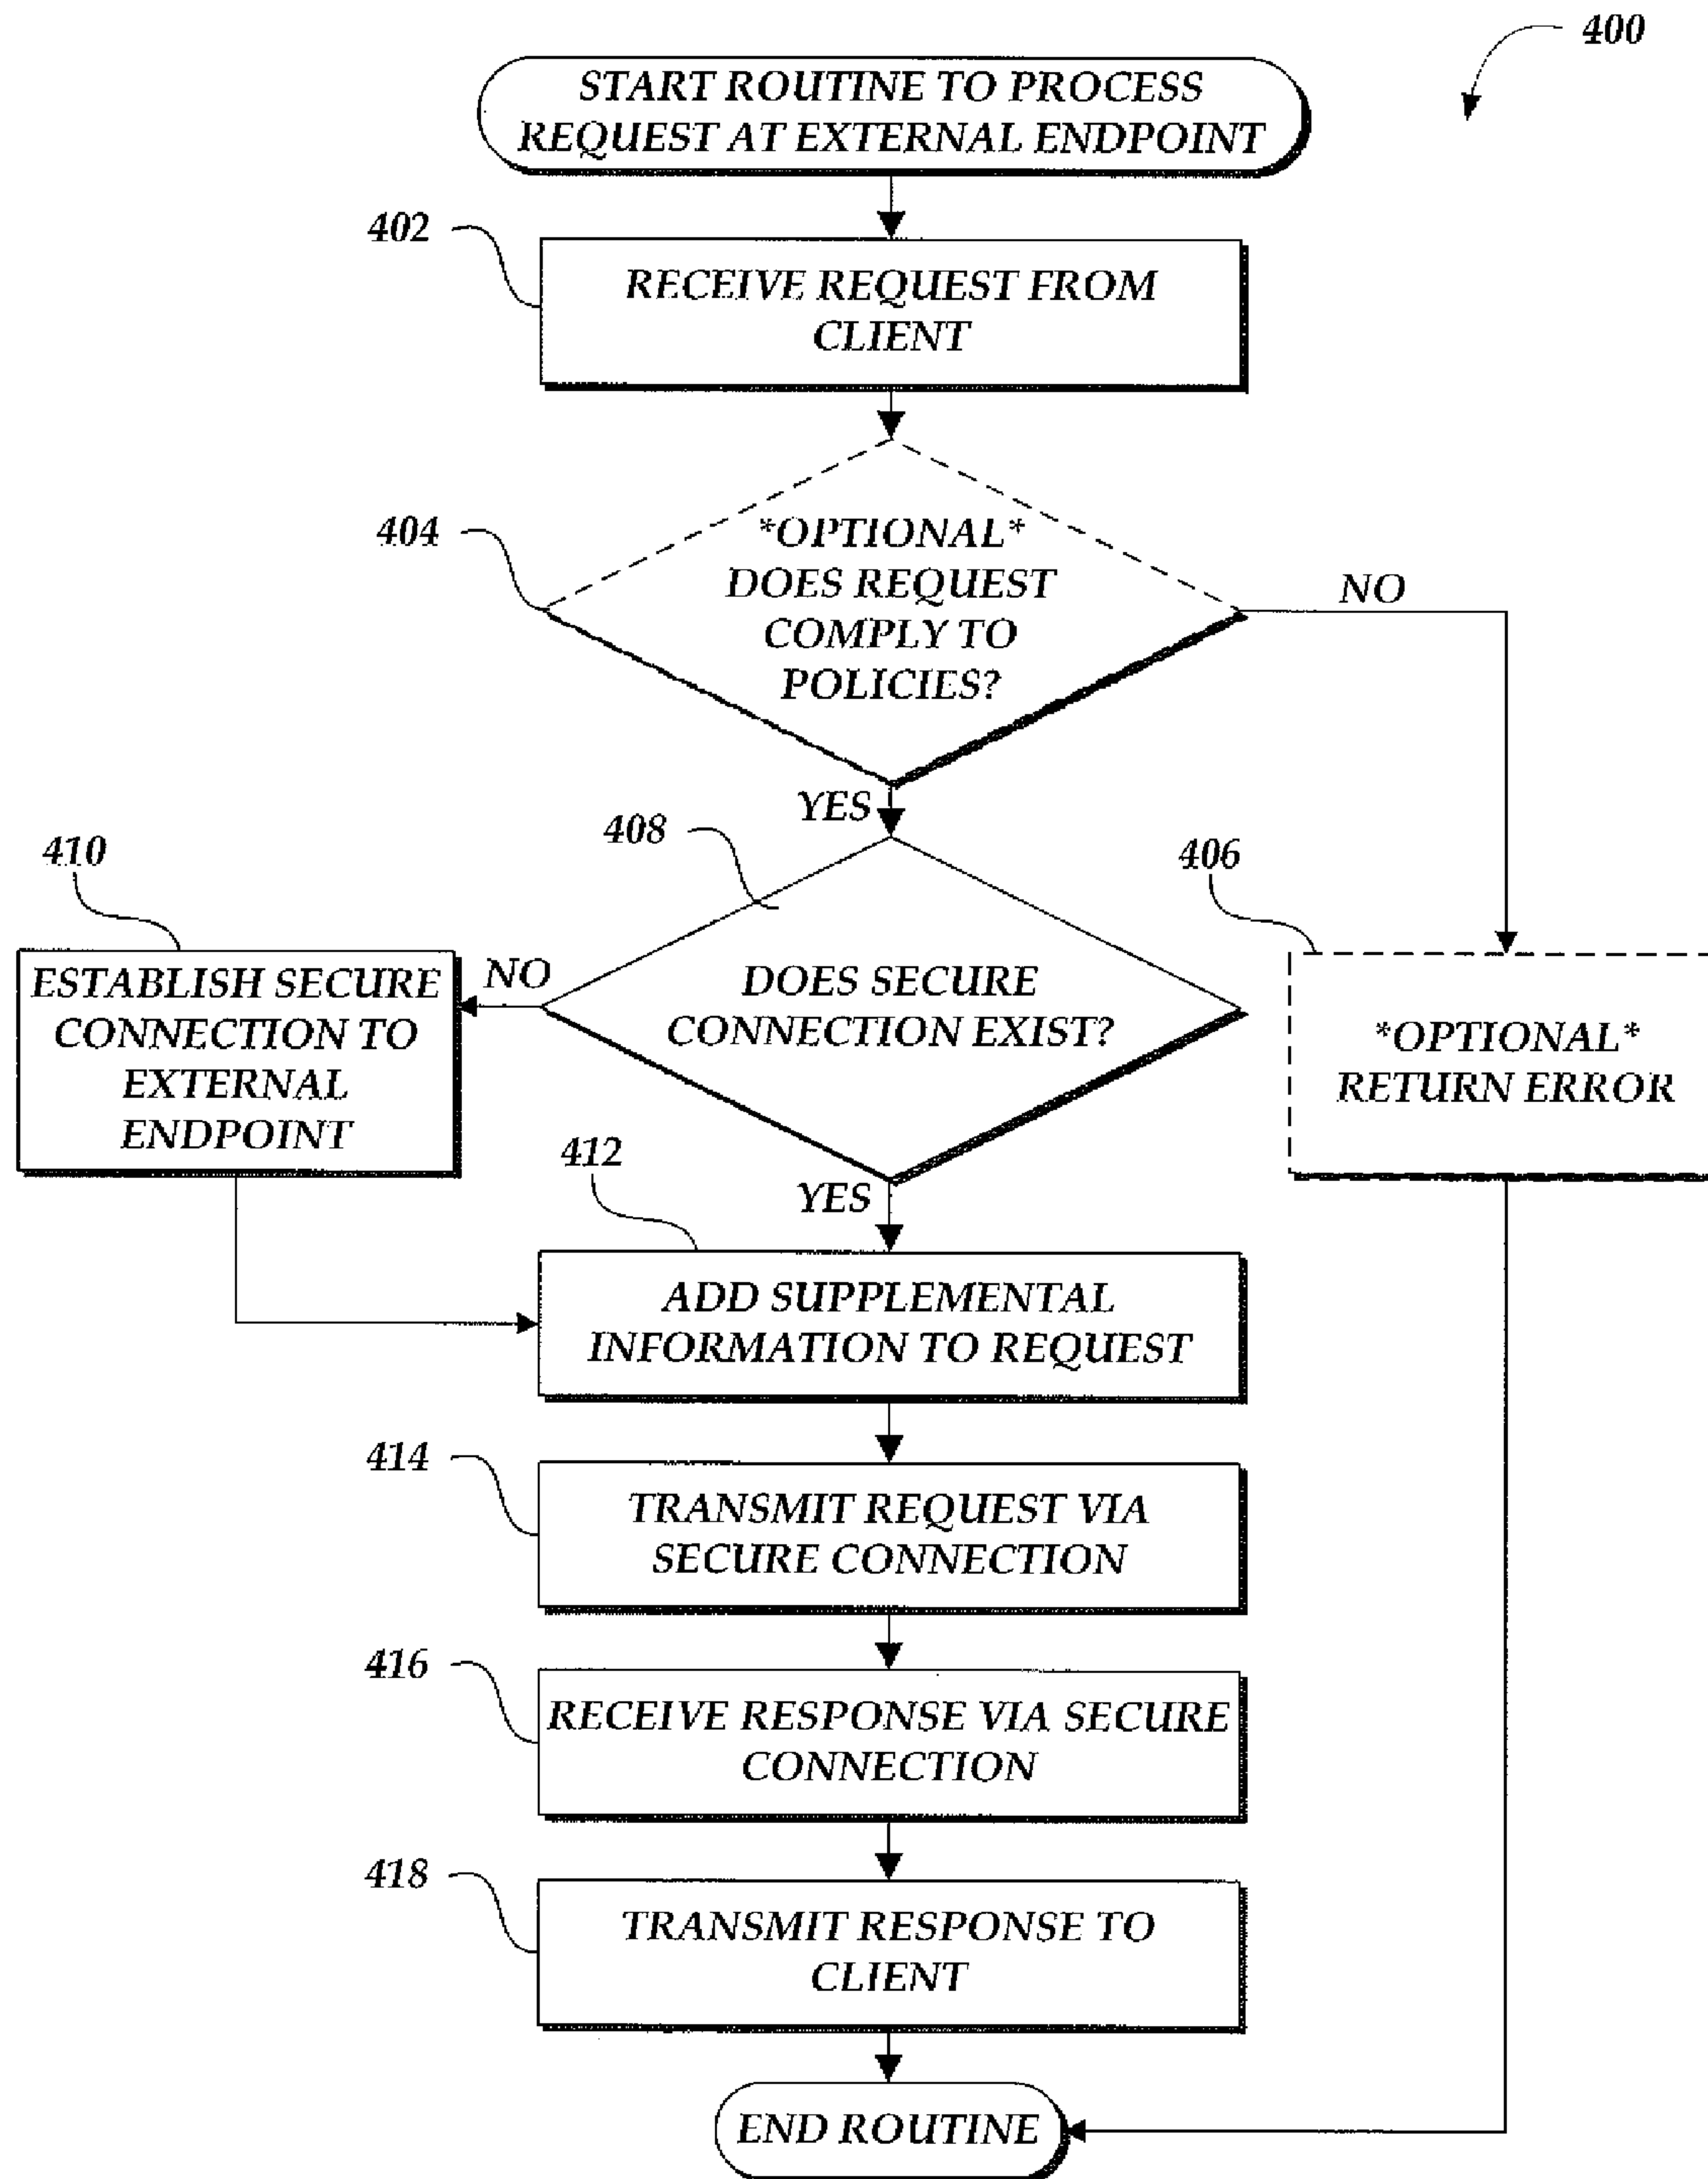 400
START ROUTINE TO PROCESS
REQUEST AT EXTERNAL ENDPOINT
402
RECEIVE REQUEST FROM
CLIENT
404
*OPTIONAL*
DOES REQUEST
COMPLY TO
POLICIES?
NO
YES
408
406
410
ESTABLISH SECURE
CONNECTION TO
EXTERNAL
ENDPOINT
NO
DOES SECURE
CONNECTION EXIST?
*OPTIONAL*
RETURN ERROR
412
YES
ADD SUPPLEMENTAL
INFORMATION TO REQUEST
414
TRANSMIT REQUEST VIA
SECURE CONNECTION
416
RECEIVE RESPONSE VIA SECURE
CONNECTION
418
TRANSMIT RESPONSE TO
CLIENT
END ROUTINE